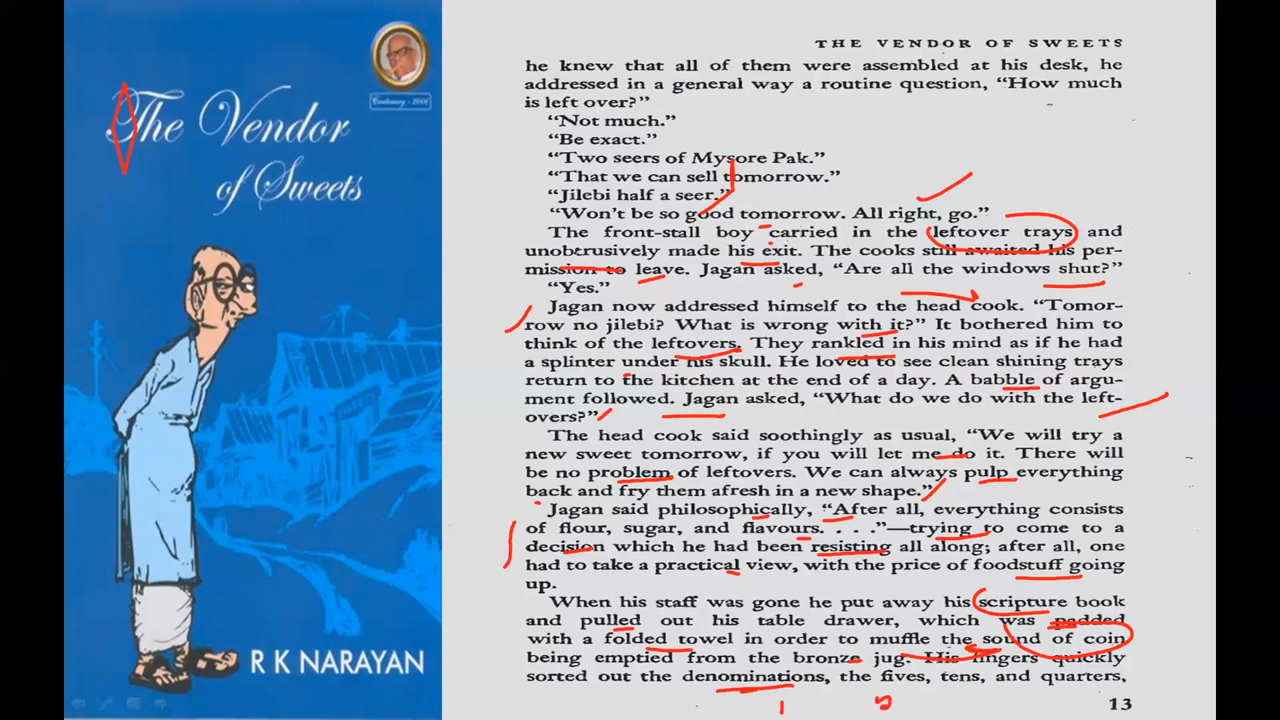 Centenary - 2006
The Vendor
of Sweets
R K NARAYAN
THE VENDOR OF SWEETS
he knew that all of them were assembled at his desk, he
addressed in a general way a routine question, “How much
is left over?”
“Not much.”
“Be exact.”
“Two seers of Mysore Pak.”
“That we can sell tomorrow.”
“Jilebi half a seer.”
“Won’t be so good tomorrow. All right, go.”
The front-stall boy carried in the leftover trays and
unobtrusively made his exit. The cooks still awaited his per-
mission to leave. Jagan asked, “Are all the windows shut?”
“Yes.”
Jagan now addressed himself to the head cook. “Tomor-
row no jilebi? What is wrong with it?” It bothered him to
think of the leftovers. They rankled in his mind as if he had
a splinter under his skull. He loved to see clean shining trays
return to the kitchen at the end of a day. A babble of argu-
ment followed. Jagan asked, “What do we do with the left-
overs?”
The head cook said soothingly as usual, “We will try a
new sweet tomorrow, if you will let me do it. There will
be no problem of leftovers. We can always pulp everything
back and fry them afresh in a new shape.”
Jagan said philosophically, “After all, everything consists
of flour, sugar, and flavours. . . .”—trying to come to a
decision which he had been resisting all along; after all, one
had to take a practical view, with the price of foodstuff going
up.
When his staff was gone he put away his scripture book
and pulled out his table drawer, which was padded
with a folded towel in order to muffle the sound of coin
being emptied from the bronze jug. His fingers quickly
sorted out the denominations, the fives, tens, and quarters,
13